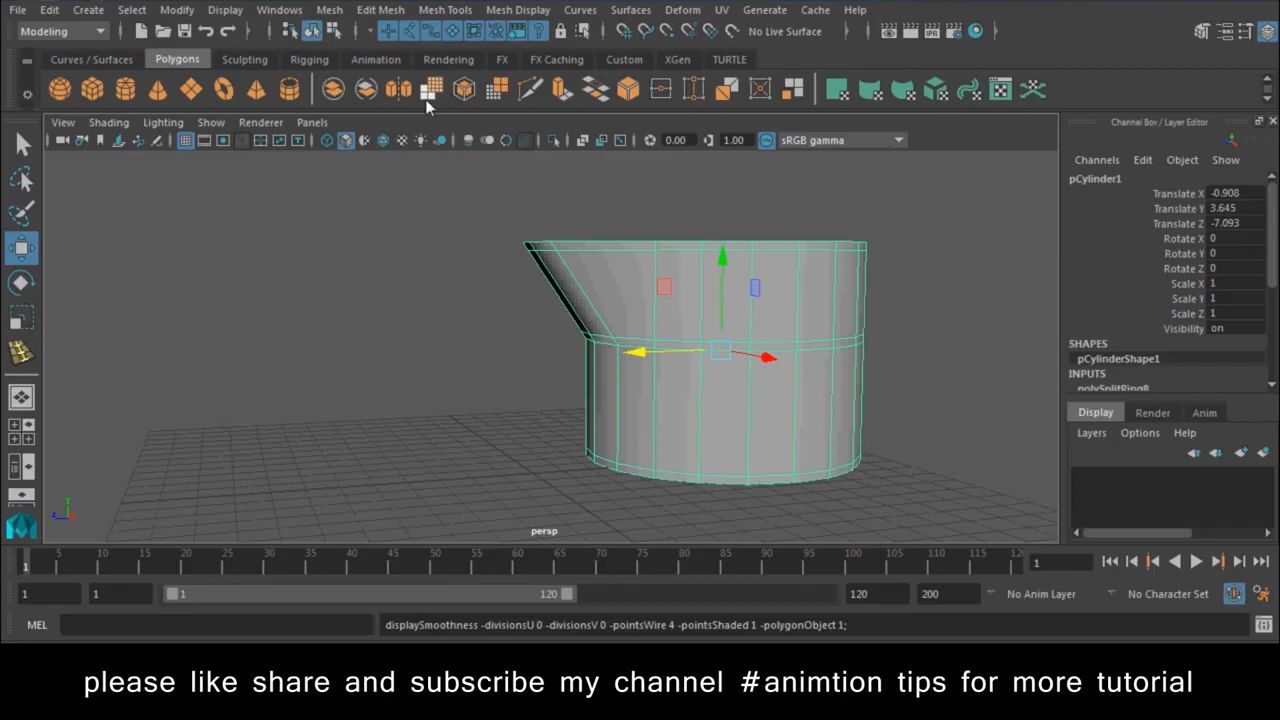 File Edit Create Select Modify Display Windows Mesh Edit Mesh Mesh Tools Mesh Display Curves Surfaces Deform UV Generate Cache Help
Modeling No Live Surface
Curves / Surfaces Polygons Sculpting Rigging Animation Rendering FX FX Caching Custom XGen TURTLE
View Shading Lighting Show Renderer Panels
0.00 1.00 sRGB gamma
Channel Box / Layer Editor
Channels Edit Object Show
pCylinder1
Translate X -0.908
Translate Y 3.645
Translate Z -7.093
Rotate X 0
Rotate Y 0
Rotate Z 0
Scale X 1
Scale Y 1
Scale Z 1
Visibility on
SHAPES
pCylinderShape1
INPUTS
polySplitRing8
Display Render Anim
Layers Options Help
persp
1 5 10 15 20 25 30 35 40 45 50 55 60 65 70 75 80 85 90 95 100 105 110 115 12
1
1 1 1 120 120 200 No Anim Layer No Character Set
MEL displaySmoothness -divisionsU 0 -divisionsV 0 -pointsWire 4 -pointsShaded 1 -polygonObject 1;
please like share and subscribe my channel #animtion tips for more tutorial